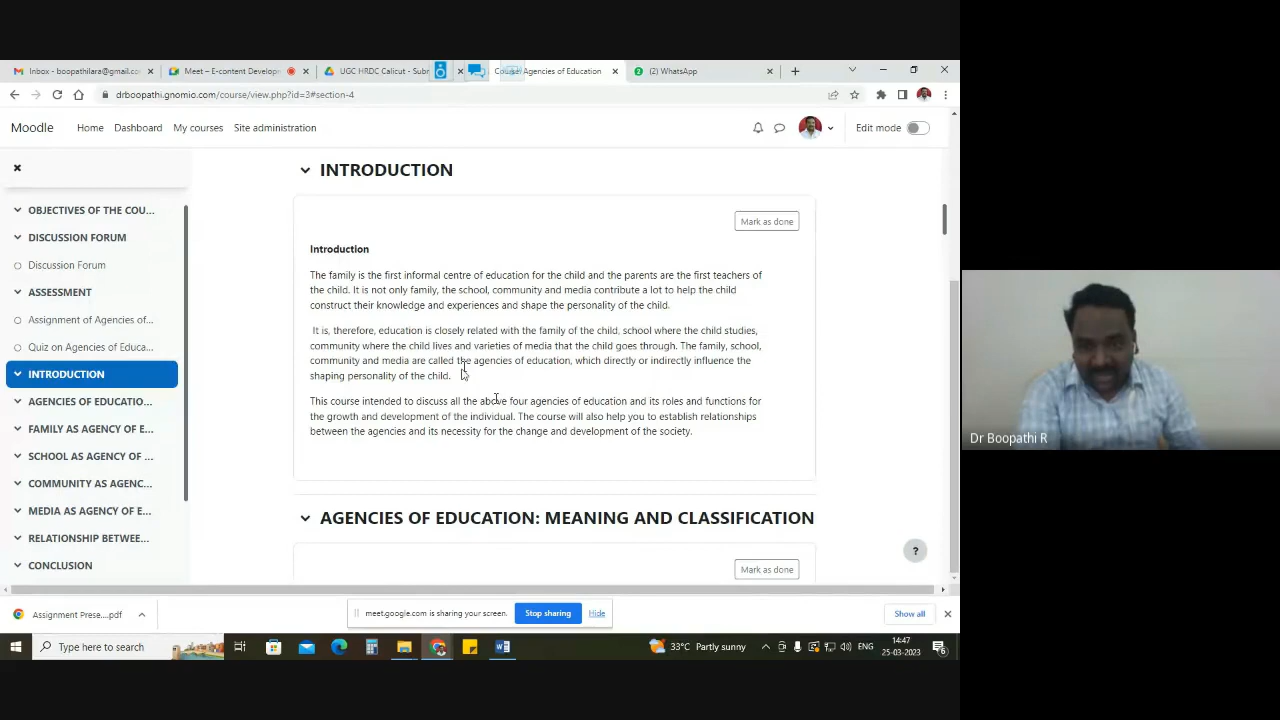 Inbox - boopathilara@gmail.co
Meet – E-content Develop
UGC HRDC Calicut - Subm
Course: Agencies of Education
(2) WhatsApp
drboopathi.gnomio.com/course/view.php?id=3#section-4
Moodle
Home
Dashboard
My courses
Site administration
Edit mode
OBJECTIVES OF THE COU...
DISCUSSION FORUM
Discussion Forum
ASSESSMENT
Assignment of Agencies of...
Quiz on Agencies of Educa...
INTRODUCTION
AGENCIES OF EDUCATIO...
FAMILY AS AGENCY OF E...
SCHOOL AS AGENCY OF ...
COMMUNITY AS AGENC...
MEDIA AS AGENCY OF E...
RELATIONSHIP BETWEE...
CONCLUSION
INTRODUCTION
Mark as done
Introduction
The family is the first informal centre of education for the child and the parents are the first teachers of
the child. It is not only family, the school, community and media contribute a lot to help the child
construct their knowledge and experiences and shape the personality of the child.
It is, therefore, education is closely related with the family of the child, school where the child studies,
community where the child lives and varieties of media that the child goes through. The family, school,
community and media are called the agencies of education, which directly or indirectly influence the
shaping personality of the child.
This course intended to discuss all the above four agencies of education and its roles and functions for
the growth and development of the individual. The course will also help you to establish relationships
between the agencies and its necessity for the change and development of the society.
AGENCIES OF EDUCATION: MEANING AND CLASSIFICATION
Mark as done
?
Dr Boopathi R
Assignment Prese....pdf
meet.google.com is sharing your screen.
Stop sharing
Hide
Show all
Type here to search
33°C Partly sunny
ENG
14:47
25-03-2023
6